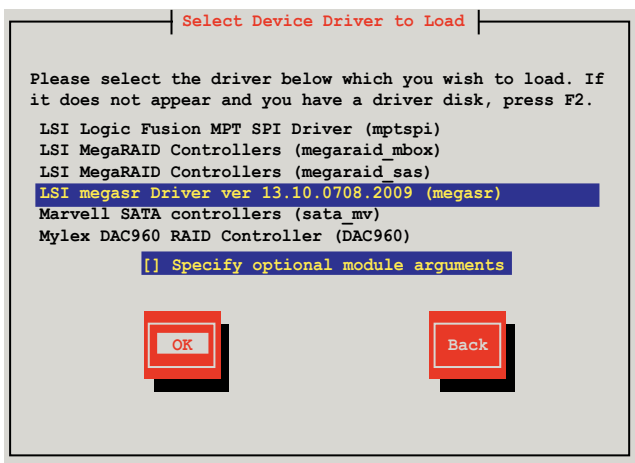 Select Device Driver to Load
Please select the driver below which you wish to load. If
it does not appear and you have a driver disk, press F2.
LSI Logic Fusion MPT SPI Driver (mptspi)
LSI MegaRAID Controllers (megaraid_mbox)
LSI MegaRAID Controllers (megaraid_sas)
LSI megasr Driver ver 13.10.0708.2009 (megasr)
Marvell SATA controllers (sata_mv)
Mylex DAC960 RAID Controller (DAC960)
[] Specify optional module arguments
OK
Back